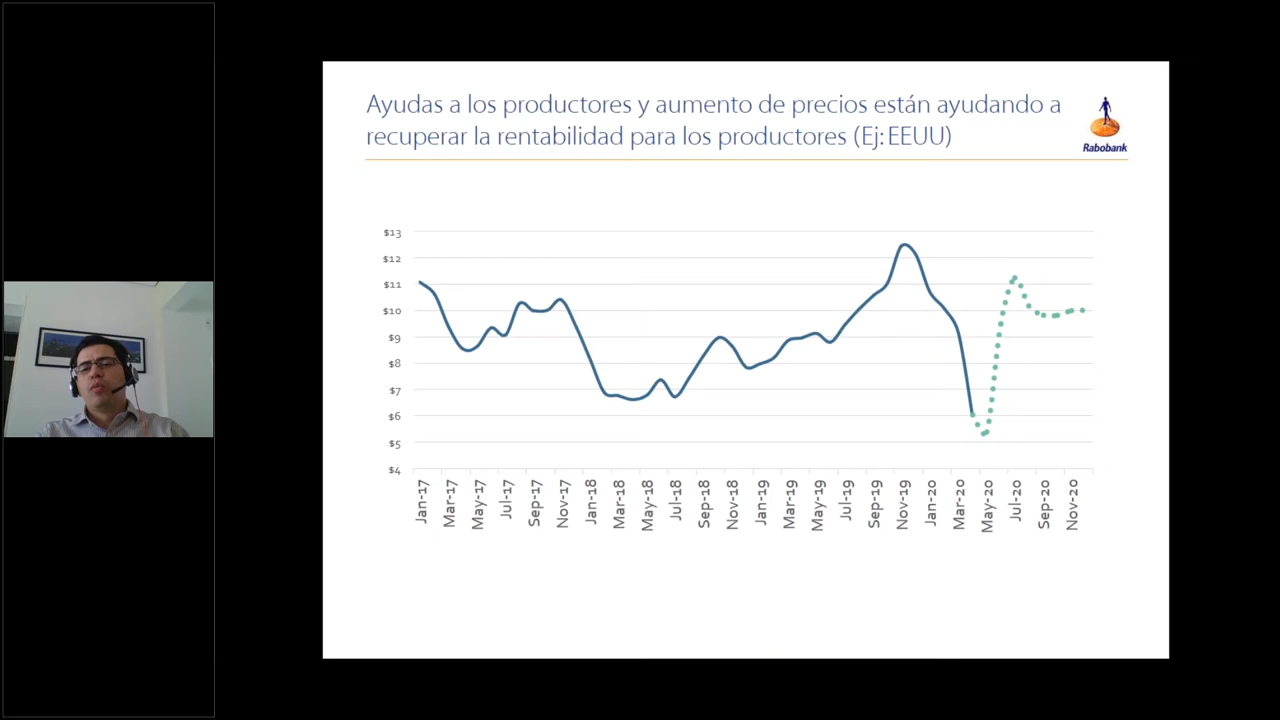 Ayudas a los productores y aumento de precios están ayudando a
recuperar la rentabilidad para los productores (Ej: EEUU)
Rabobank
$13
$12
$11
$10
$9
$8
$7
$6
$5
$4
Jan-17
Mar-17
May-17
Jul-17
Sep-17
Nov-17
Jan-18
Mar-18
May-18
Jul-18
Sep-18
Nov-18
Jan-19
Mar-19
May-19
Jul-19
Sep-19
Nov-19
Jan-20
Mar-20
May-20
Jul-20
Sep-20
Nov-20